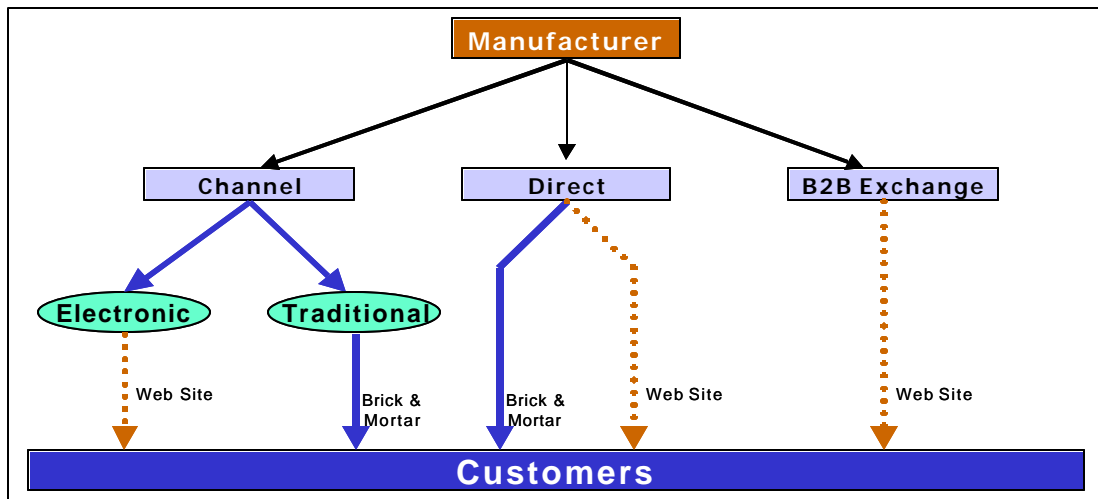 Manufacturer
Channel
Direct
B2B Exchange
Electronic
Traditional
Web Site
Brick &
Mortar
Brick &
Mortar
Web Site
Web Site
Customers